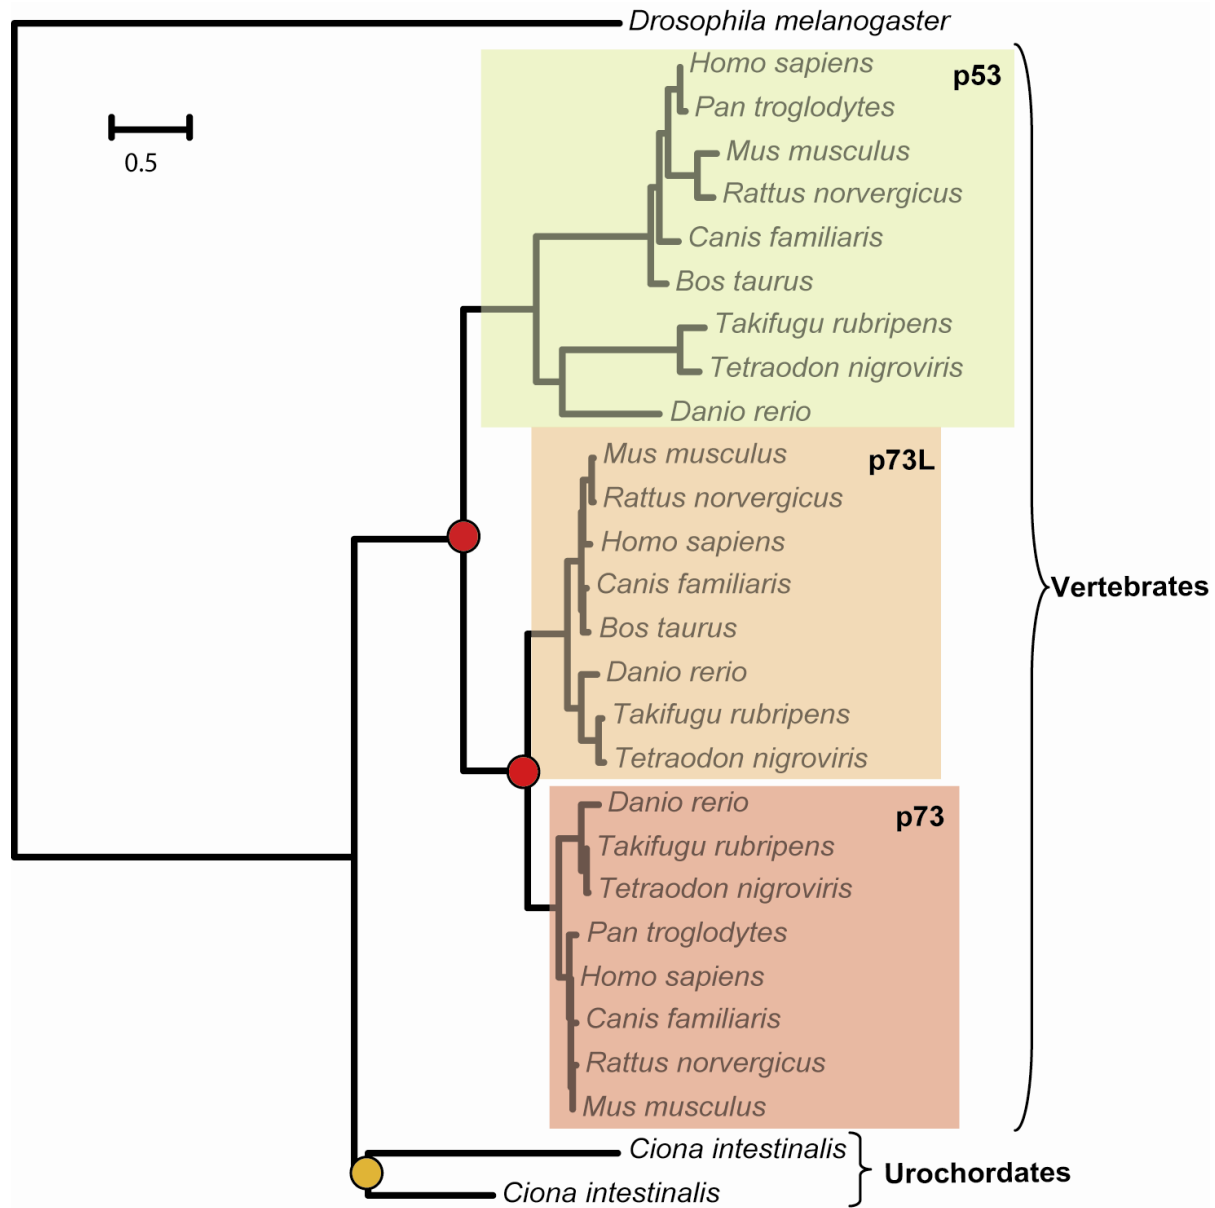 Drosophila melanogaster
Homo sapiens
p53
Pan troglodytes
0.5
Mus musculus
Rattus norvergicus
Canis familiaris
Bos taurus
Takifugu rubripens
Tetraodon nigroviris
Danio rerio
Mus musculus
p73L
Rattus norvergicus
Homo sapiens
Canis familiaris
Vertebrates
Bos taurus
Danio rerio
Takifugu rubripens
Tetraodon nigroviris
Danio rerio
p73
Takifugu rubripens
Tetraodon nigroviris
Pan troglodytes
Homo sapiens
Canis familiaris
Rattus norvergicus
Mus musculus
Ciona intestinalis
Urochordates
Ciona intestinalis